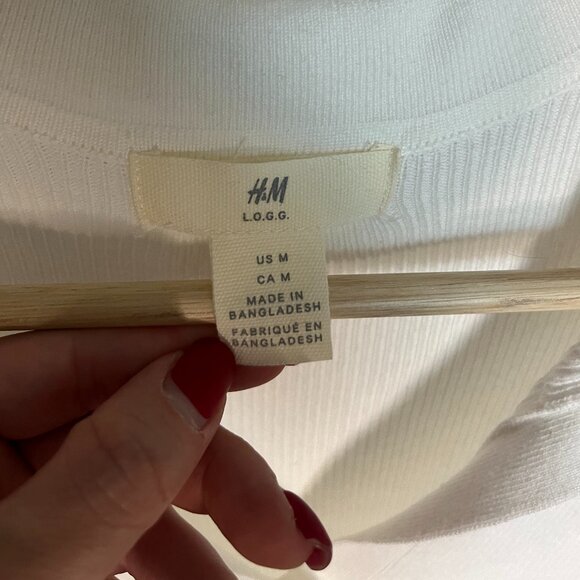 H&M
L.O.G.G.
US M
CA M
MADE IN
BANGLADESH
FABRIQUÉ EN
BANGLADESH